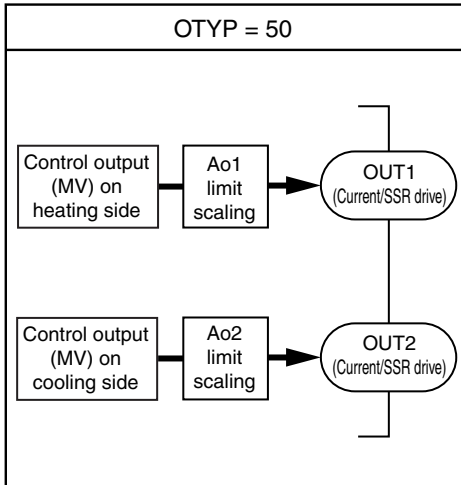 OTYP = 50
Control output
(MV) on
heating side
Ao1
limit
scaling
OUT1
(Current/SSR drive)
Control output
(MV) on
cooling side
Ao2
limit
scaling
OUT2
(Current/SSR drive)